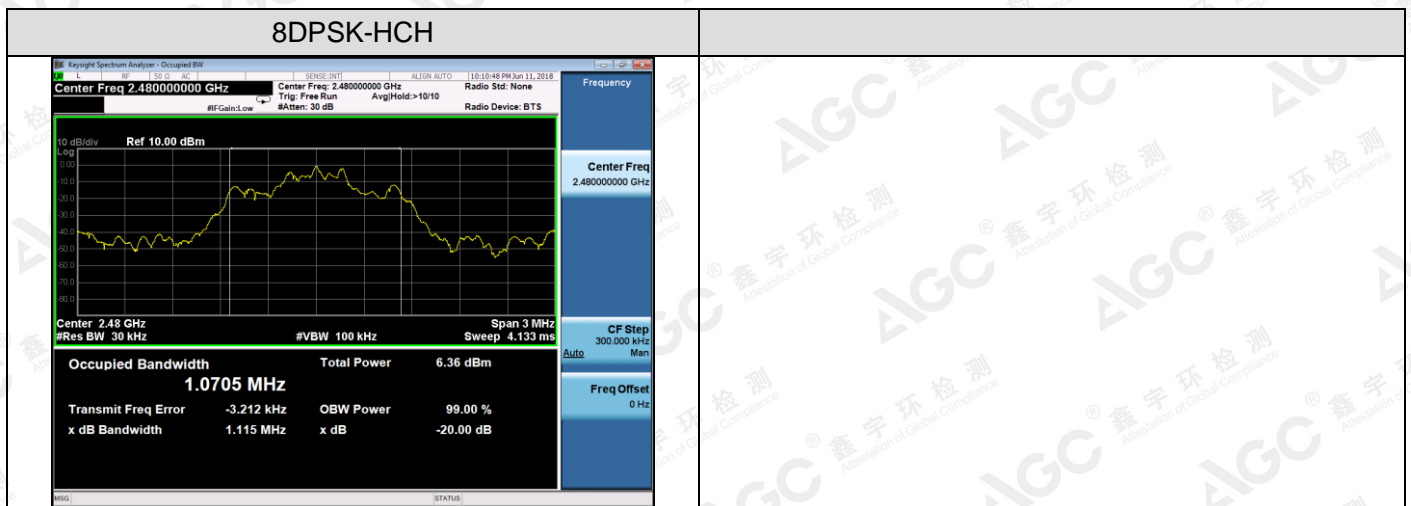 8DPSK-HCH
Keysight Spectrum Analyzer - Occupied BW
L RF 50 Ω AC SENSE:INT ALIGN AUTO 10:10:48 PM Jun 11, 2018
Center Freq 2.480000000 GHz
Center Freq: 2.480000000 GHz
Radio Std: None
Trig: Free Run Avg|Hold:>10/10
#IFGain:Low
#Atten: 30 dB
Radio Device: BTS
Frequency
10 dB/div Ref 10.00 dBm
Log
0.00
-10.0
-20.0
-30.0
-40.0
-50.0
-60.0
-70.0
-80.0
Center Freq
2.480000000 GHz
Center 2.48 GHz Span 3 MHz
#Res BW 30 kHz #VBW 100 kHz Sweep 4.133 ms
CF Step
300.000 kHz
Auto Man
Occupied Bandwidth Total Power 6.36 dBm
1.0705 MHz
Transmit Freq Error -3.212 kHz OBW Power 99.00 %
x dB Bandwidth 1.115 MHz x dB -20.00 dB
Freq Offset
0 Hz
MSG STATUS
AGC
鑫宇环检测
Attestation of Global Compliance